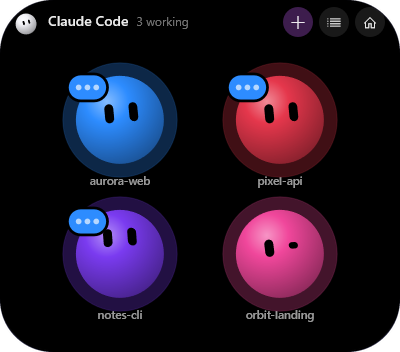 Claude Code 3 working
aurora-web
pixel-api
notes-cli
orbit-landing